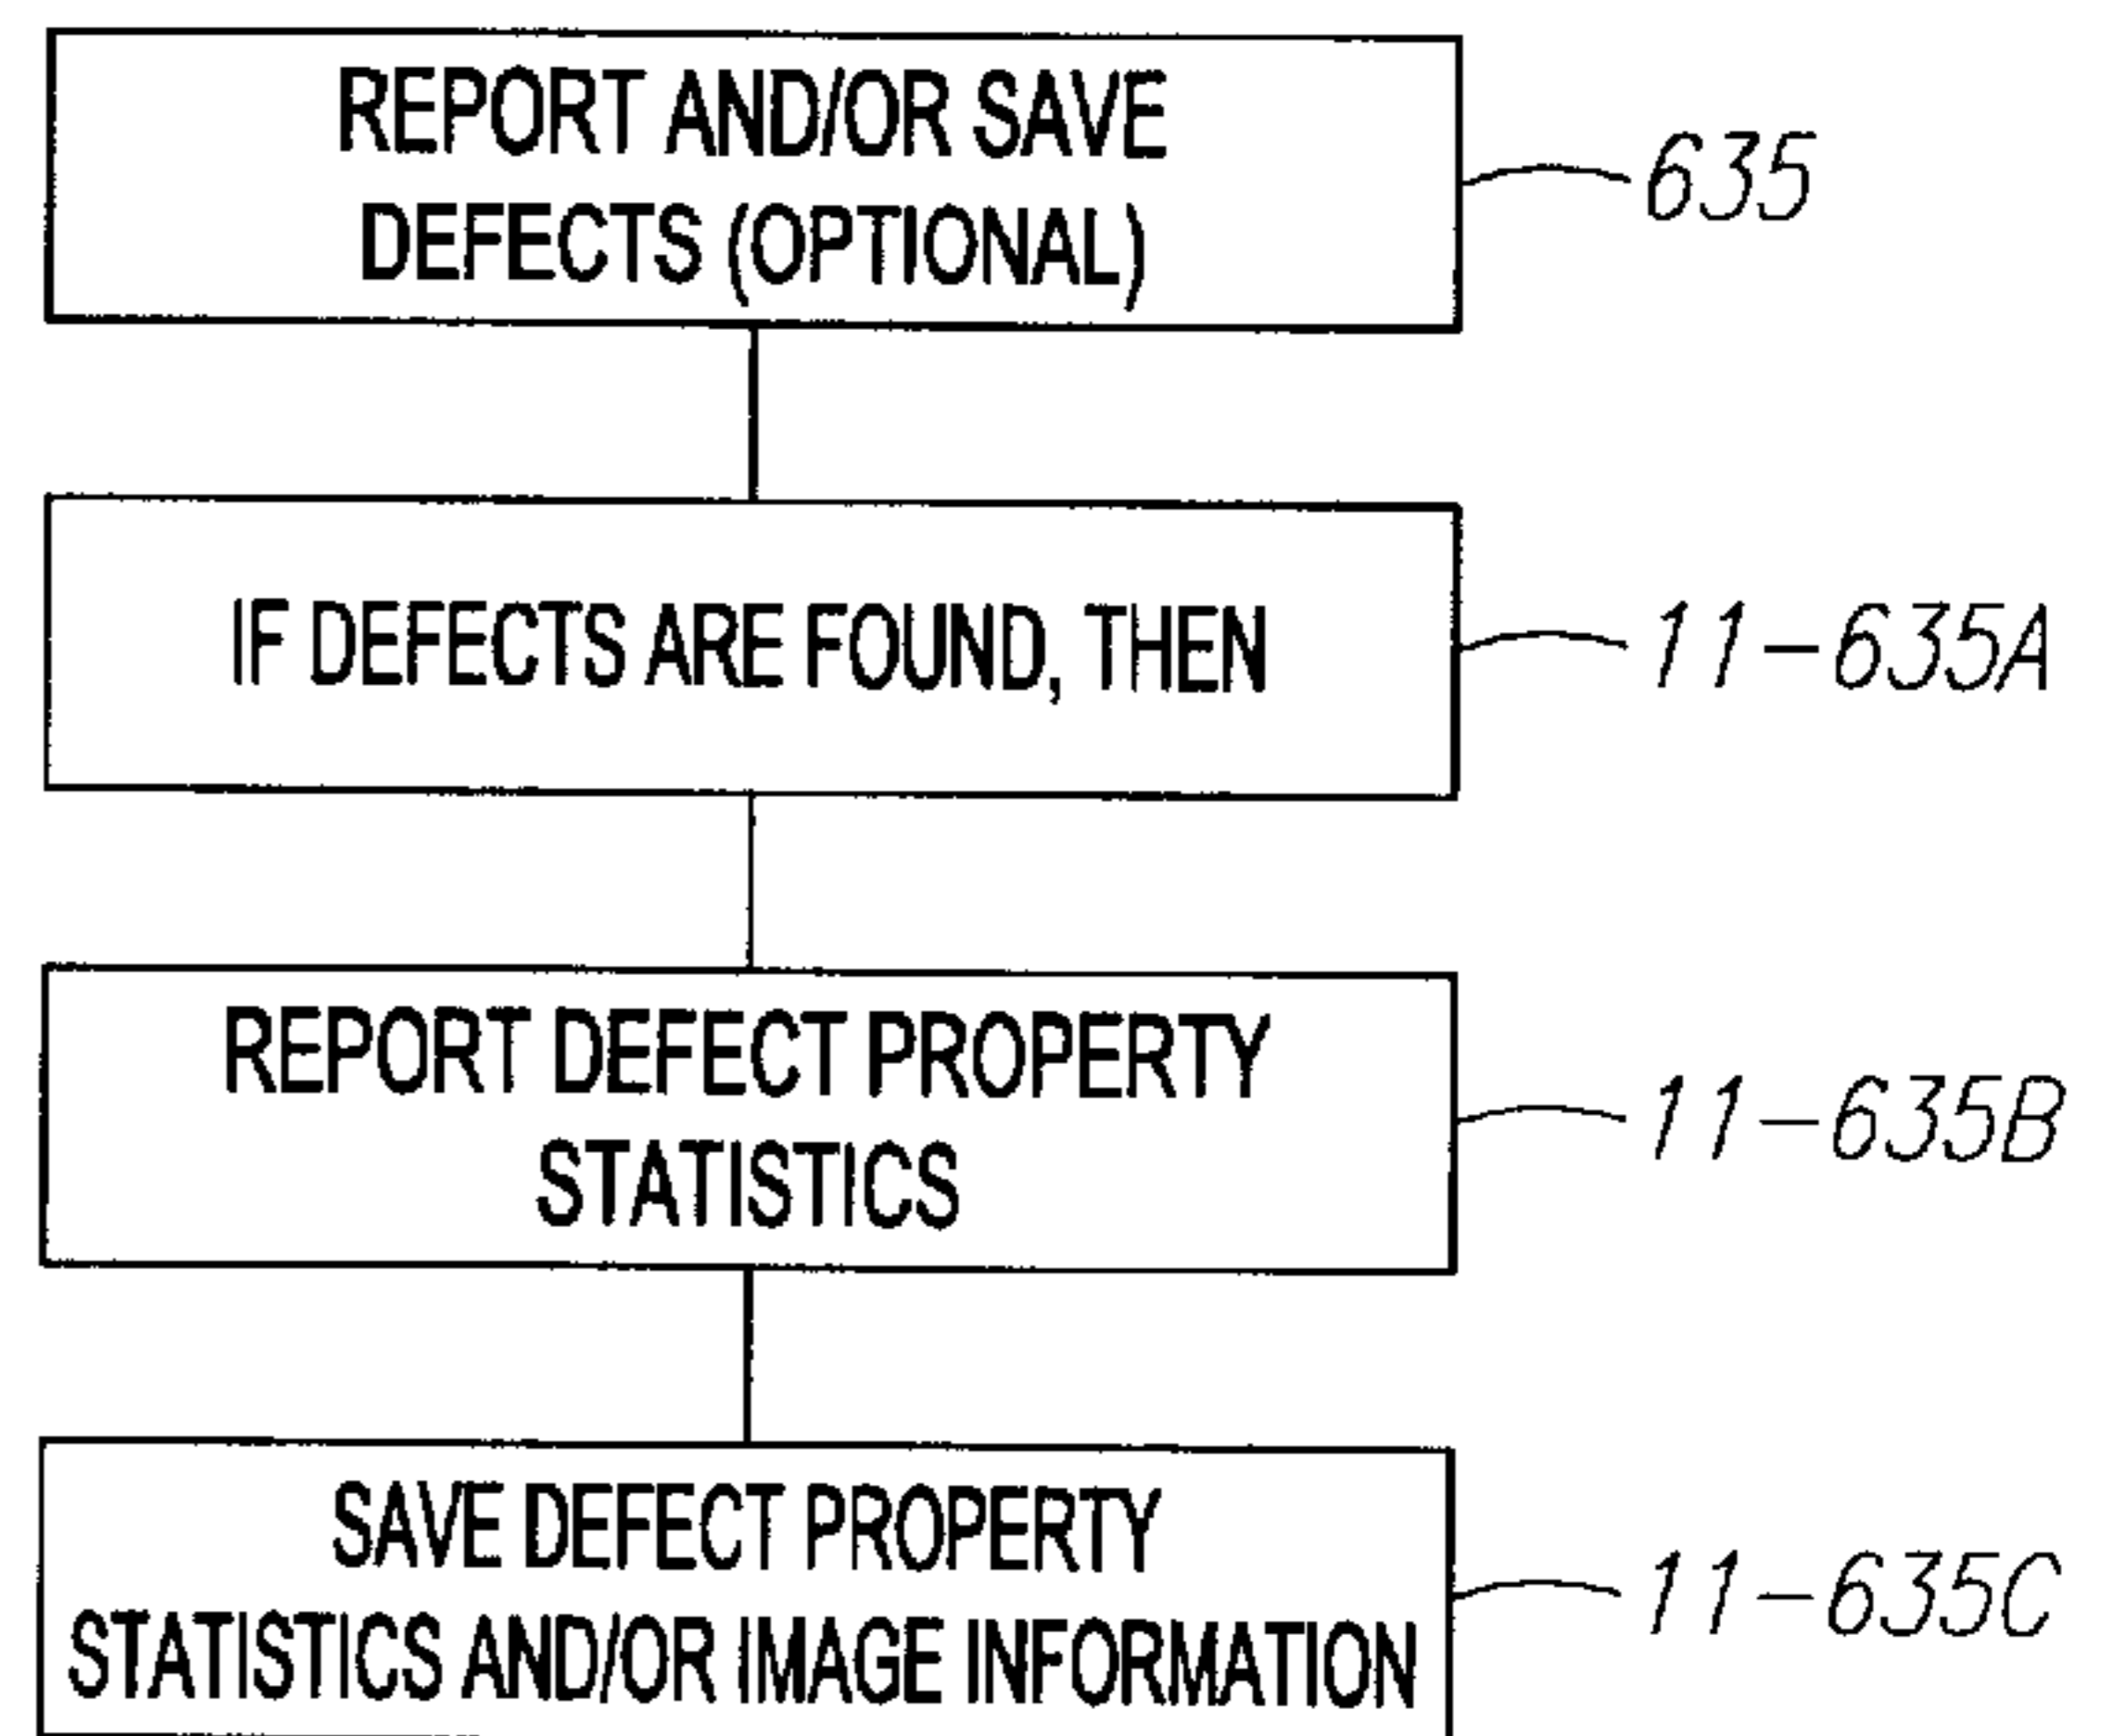 REPORT AND/OR SAVE
DEFECTS (OPTIONAL)
635
IF DEFECTS ARE FOUND, THEN
11-635A
REPORT DEFECT PROPERTY
STATISTICS
11-635B
SAVE DEFECT PROPERTY
STATISTICS AND/OR IMAGE INFORMATION
11-635C